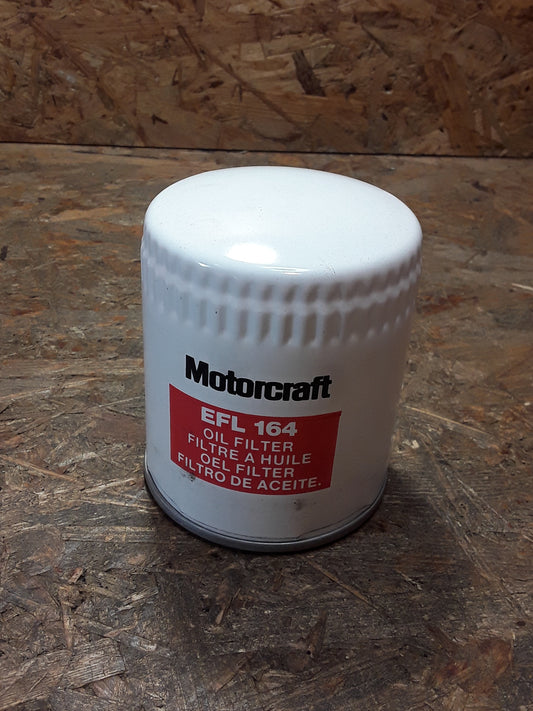 Motorcraft
EFL 164
OIL FILTER
FILTRE A HUILE
OEL FILTER
FILTRO DE ACEITE.